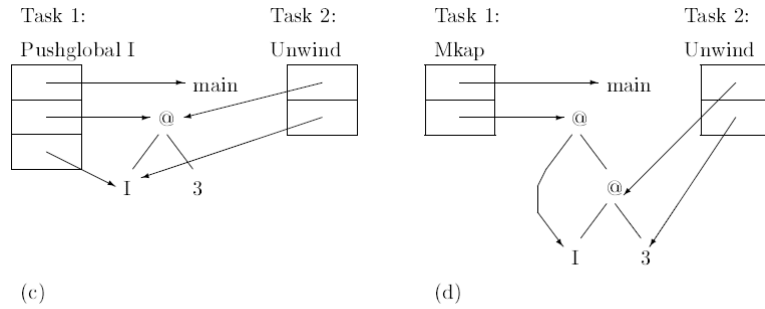 Task 1:
Task 2:
Pushglobal I
Unwind
main
@
I
3
(c)
Task 1:
Task 2:
Mkap
Unwind
main
@
@
I
3
(d)